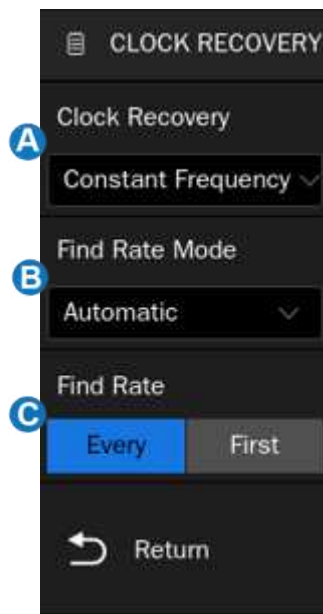 CLOCK RECOVERY
Clock Recovery
A
Constant Frequency
Find Rate Mode
B
Automatic
Find Rate
C
Every First
Return